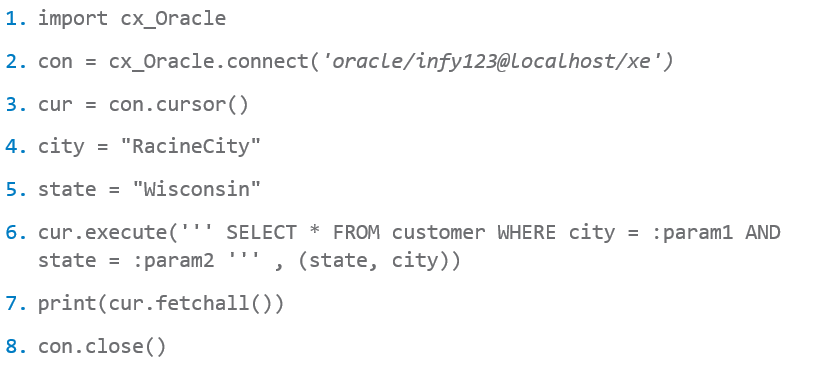 1. import cx_Oracle
2. con = cx_Oracle.connect('oracle/infy123@localhost/xe')
3. cur = con.cursor()
4. city = "RacineCity"
5. state = "Wisconsin"
6. cur.execute(''' SELECT * FROM customer WHERE city = :param1 AND
state = :param2 ''' , (state, city))
7. print(cur.fetchall())
8. con.close()